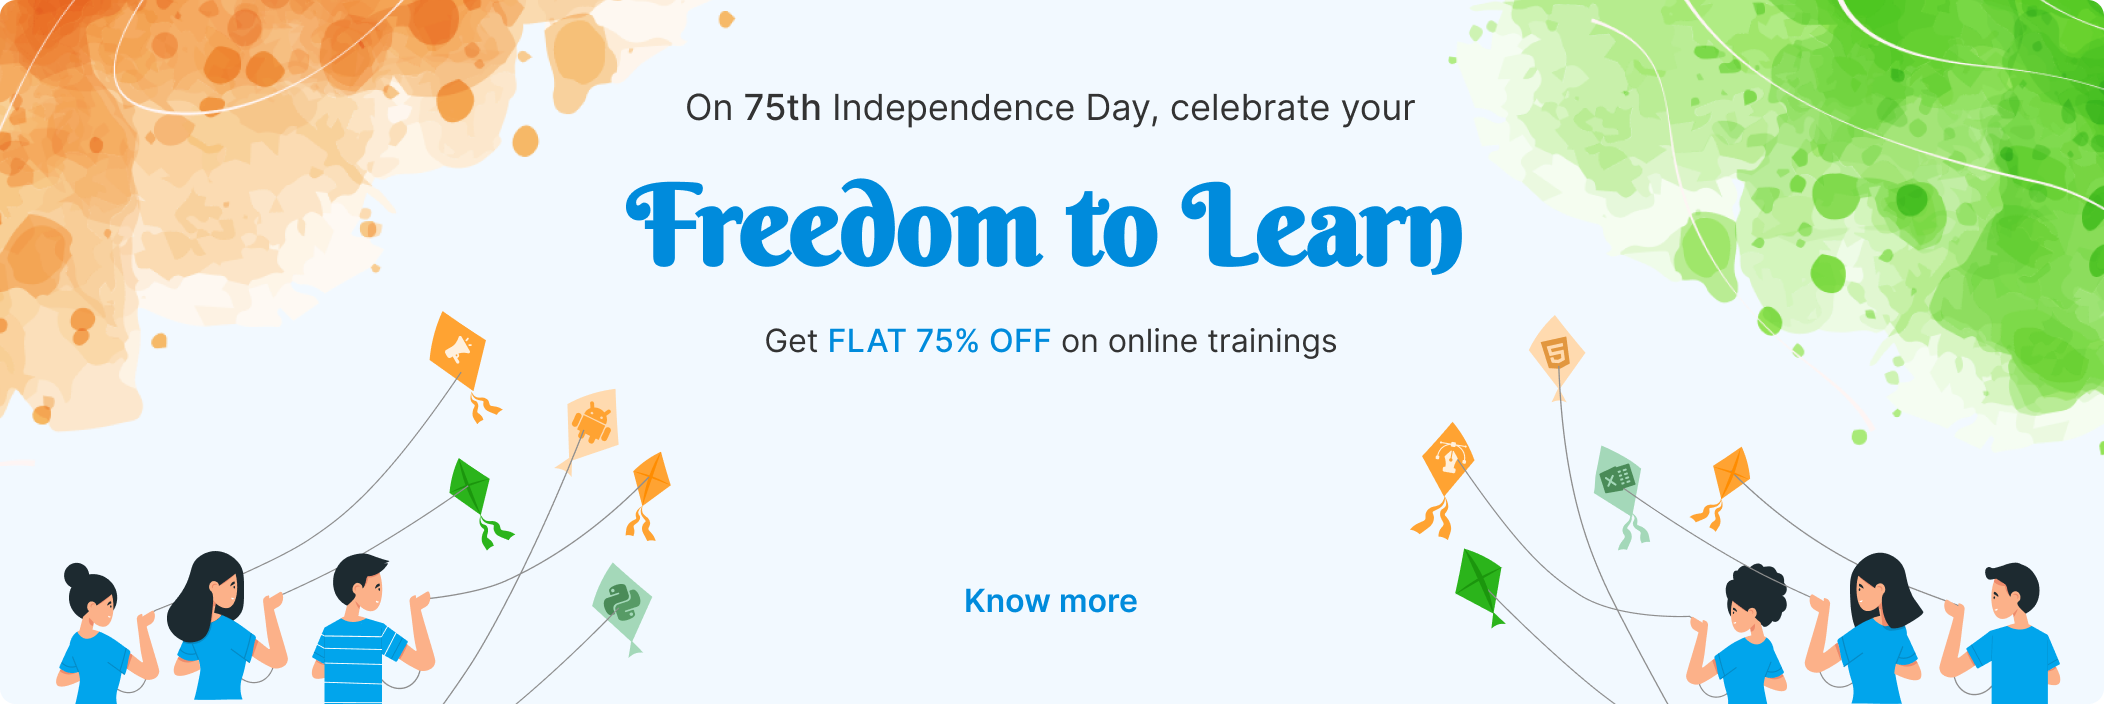 On 75th Independence Day, celebrate your
Freedom to Learn
Get FLAT 75% OFF on online trainings
Know more